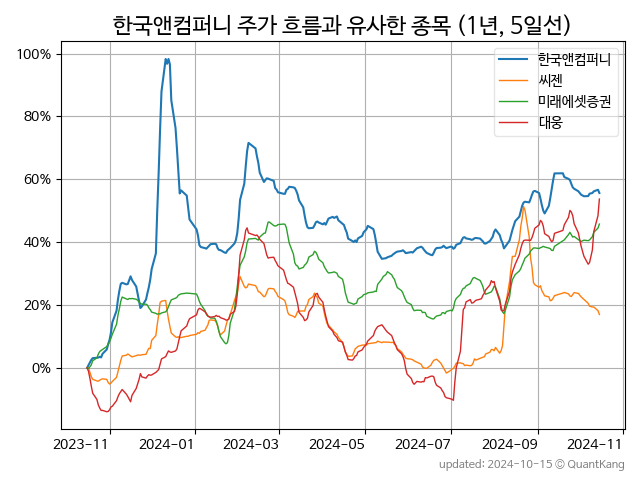 한국앤컴퍼니 주가 흐름과 유사한 종목 (1년, 5일선)
100%
80%
60%
40%
20%
0%
한국앤컴퍼니
씨젠
미래에셋증권
대웅
2023-11
2024-01
2024-03
2024-05
2024-07
2024-09
2024-11
updated: 2024-10-15 © QuantKang